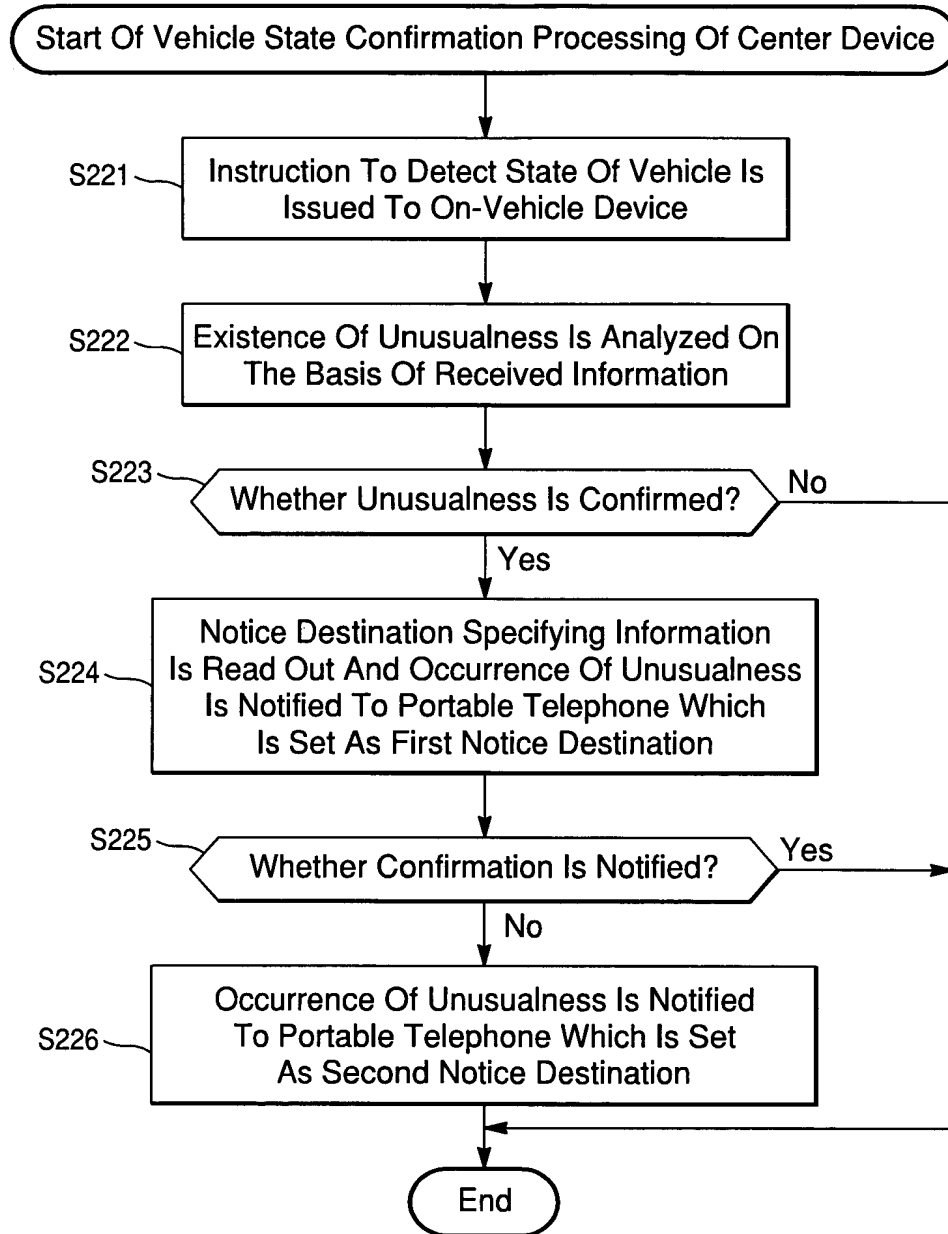 Start Of Vehicle State Confirmation Processing Of Center Device
S221
Instruction To Detect State Of Vehicle Is
Issued To On-Vehicle Device
S222
Existence Of Unusualness Is Analyzed On
The Basis Of Received Information
S223
Whether Unusualness Is Confirmed?
No
Yes
S224
Notice Destination Specifying Information
Is Read Out And Occurrence Of Unusualness
Is Notified To Portable Telephone Which
Is Set As First Notice Destination
S225
Whether Confirmation Is Notified?
Yes
No
S226
Occurrence Of Unusualness Is Notified
To Portable Telephone Which Is Set
As Second Notice Destination
End